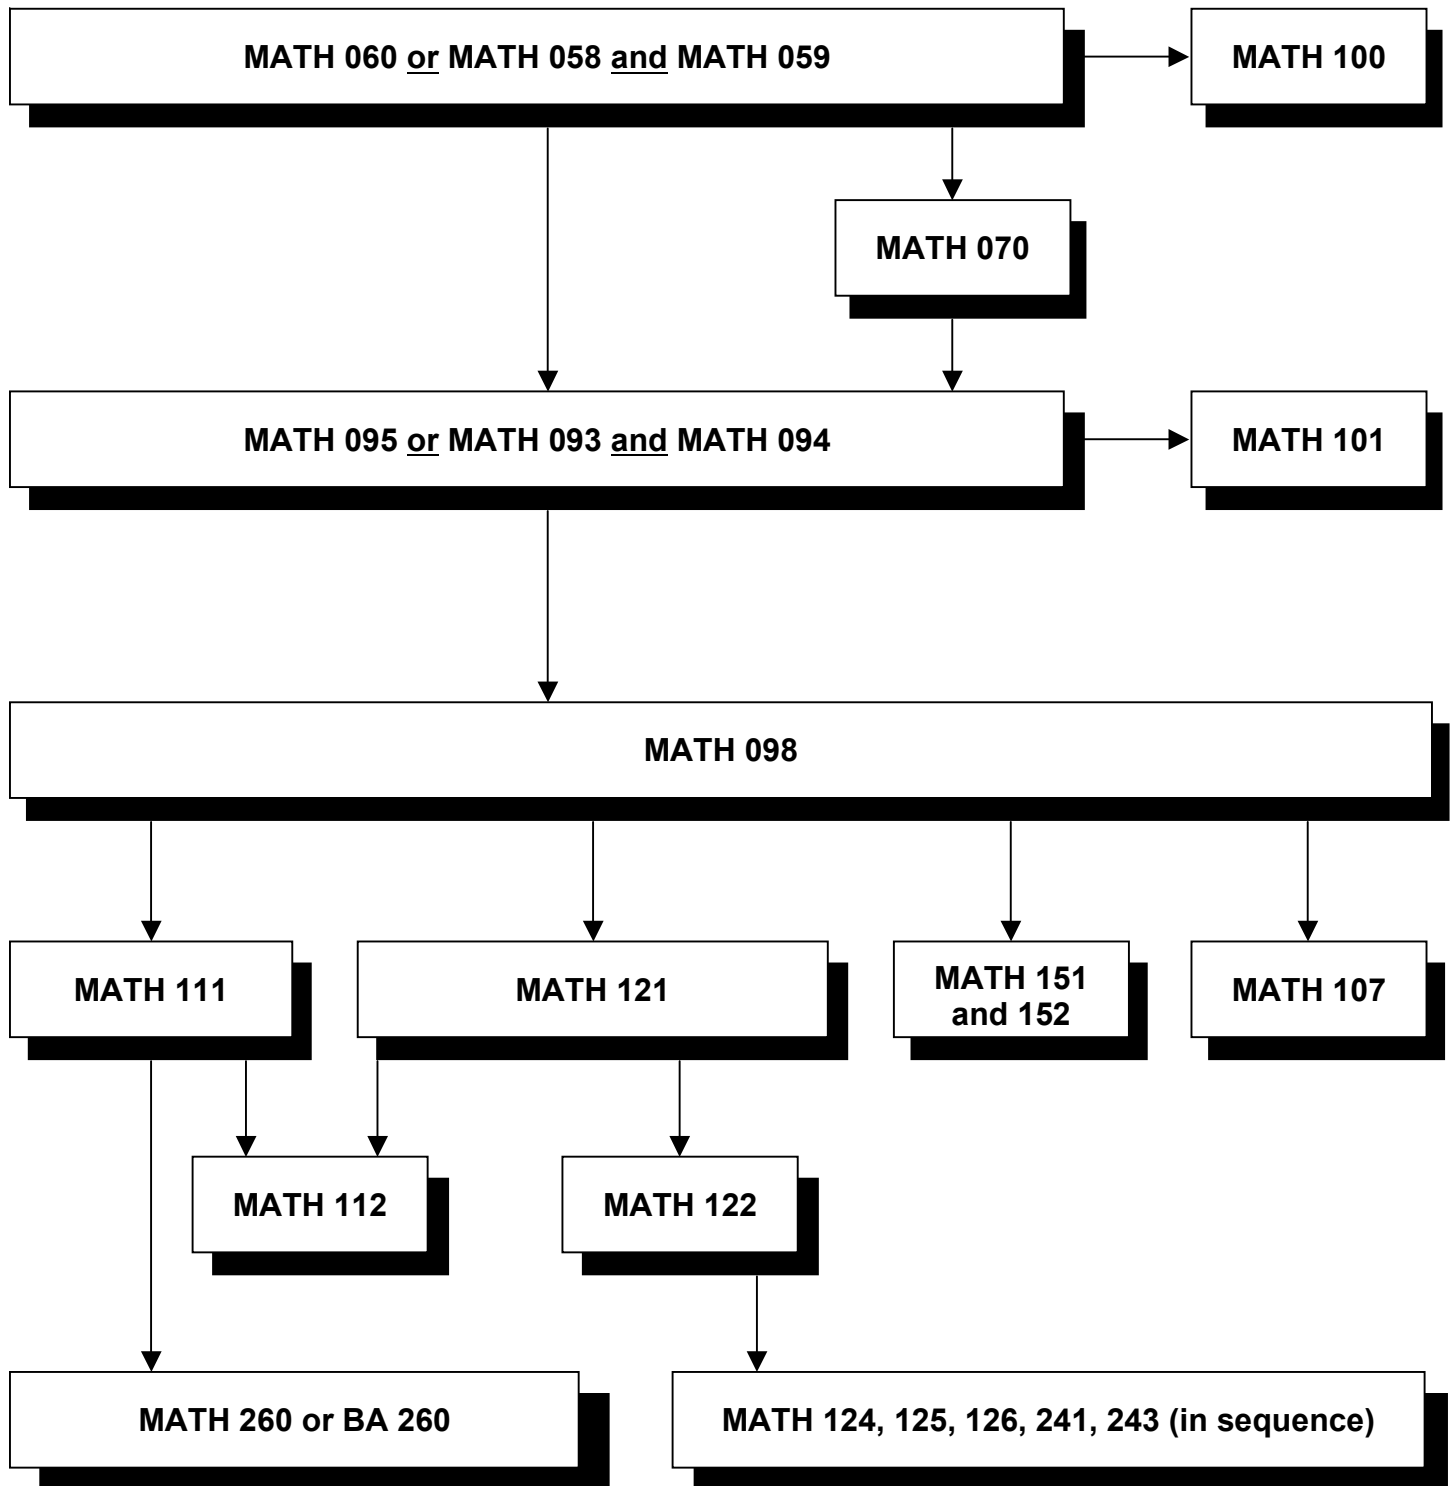 MATH 060 or MATH 058 and MATH 059
MATH 100
MATH 070
MATH 095 or MATH 093 and MATH 094
MATH 101
MATH 098
MATH 111
MATH 121
MATH 151
and 152
MATH 107
MATH 112
MATH 122
MATH 260 or BA 260
MATH 124, 125, 126, 241, 243 (in sequence)